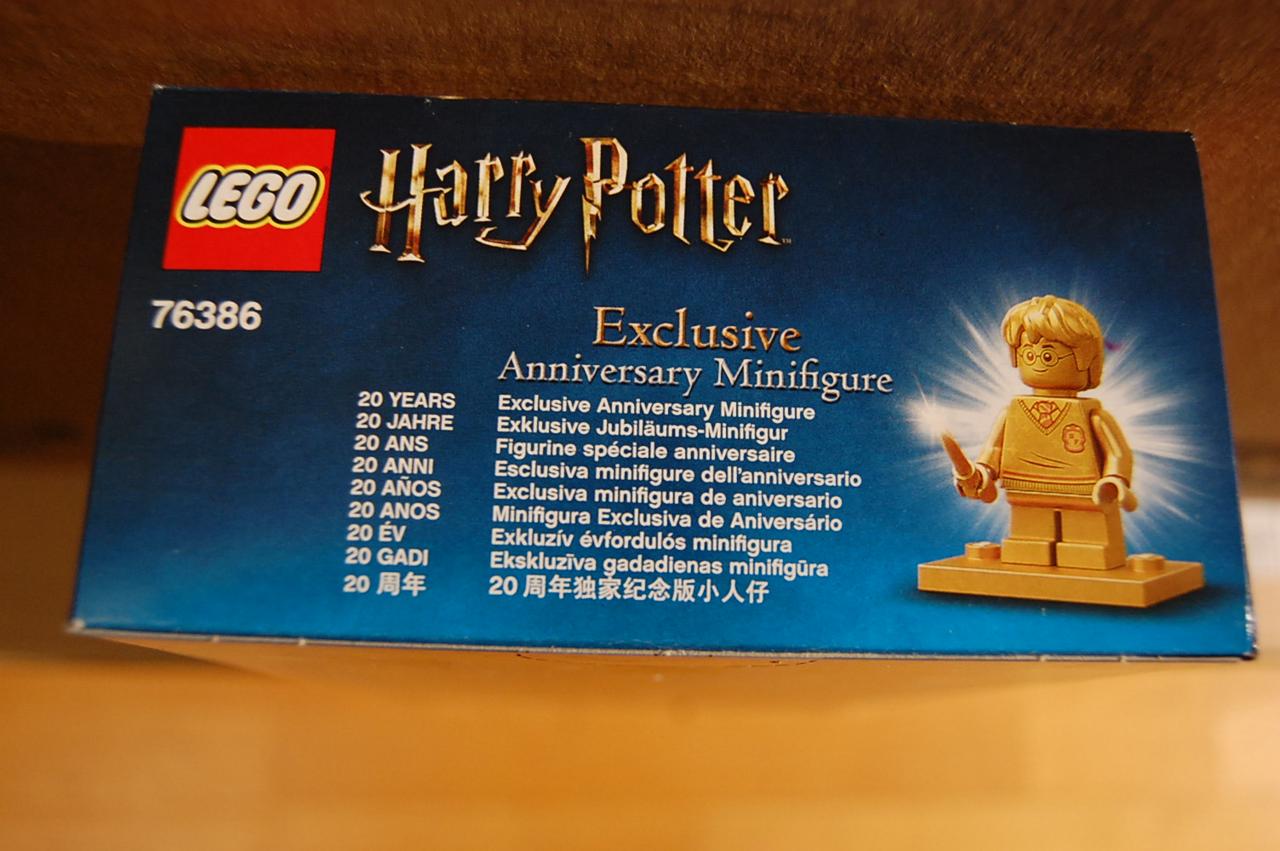 LEGO
Harry Potter™
76386
Exclusive
Anniversary Minifigure
20 YEARS Exclusive Anniversary Minifigure
20 JAHRE Exklusive Jubiläums-Minifigur
20 ANS Figurine spéciale anniversaire
20 ANNI Esclusiva minifigure dell'anniversario
20 AÑOS Exclusiva minifigura de aniversario
20 ANOS Minifigura Exclusiva de Aniversário
20 ÉV Exkluzív évfordulós minifigura
20 GADI Ekskluzīva gadadienas minifigūra
20 周年 20 周年独家纪念版小人仔